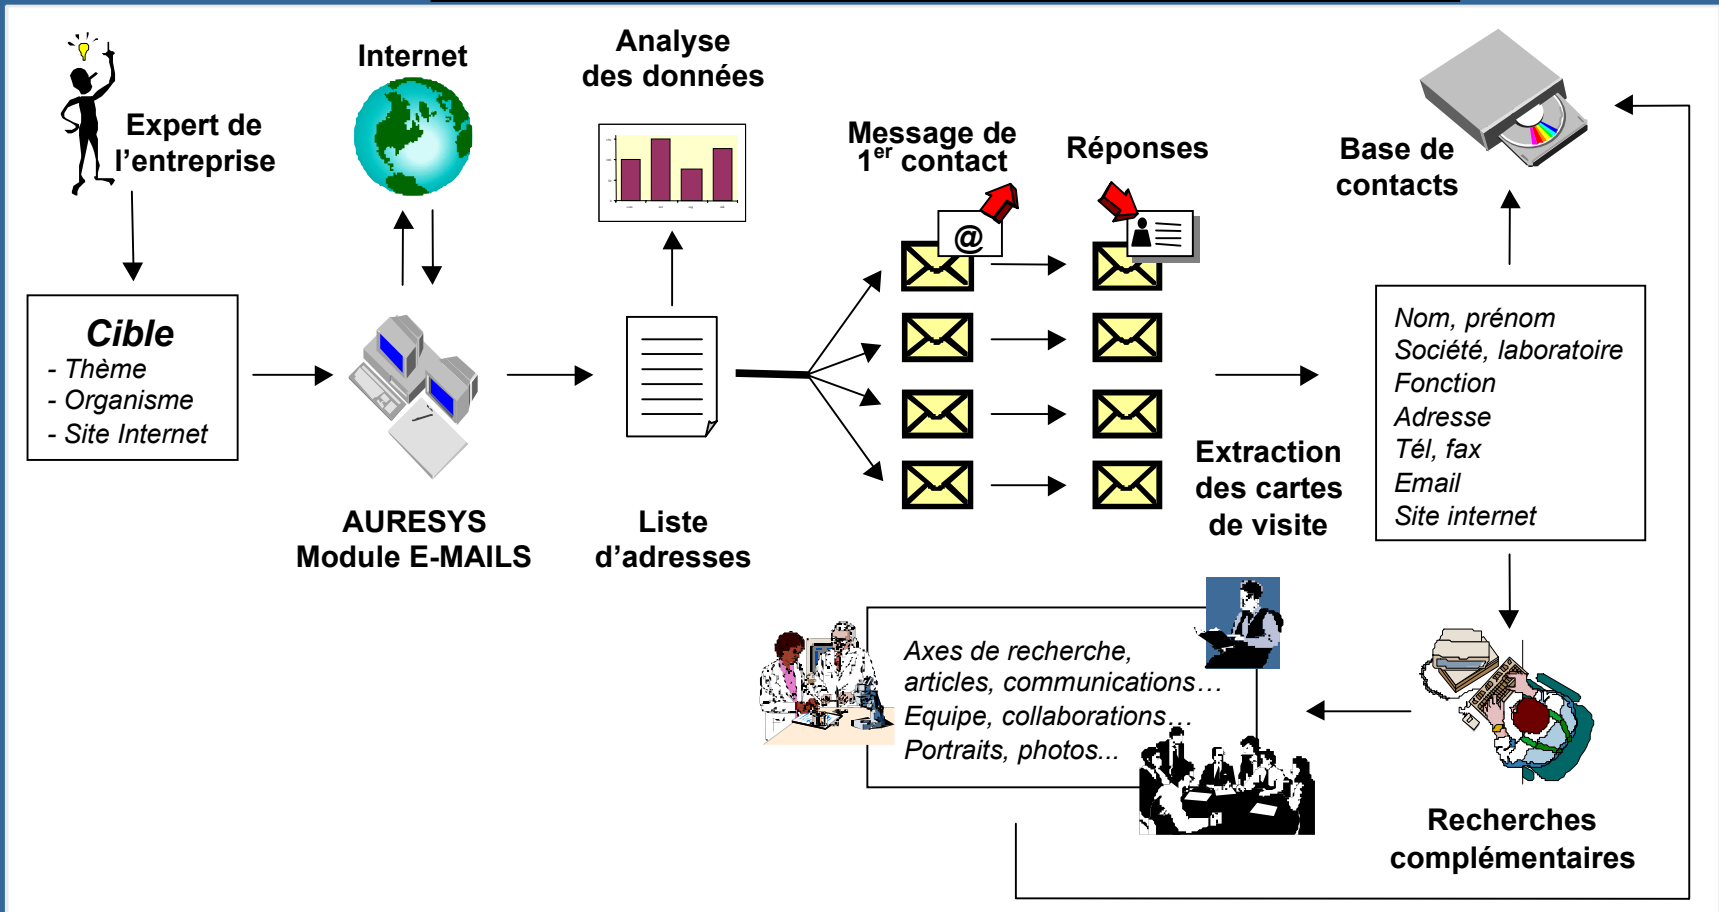 Expert de
l’entreprise
Internet
Analyse
des données
Message de
1er contact
@
Réponses
Base de
contacts
Cible
- Thème
- Organisme
- Site Internet
AURESYS
Module E-MAILS
Liste
d’adresses
Extraction
des cartes
de visite
Nom, prénom
Société, laboratoire
Fonction
Adresse
Tél, fax
Email
Site internet
Axes de recherche,
articles, communications…
Equipe, collaborations…
Portraits, photos...
Recherches
complémentaires